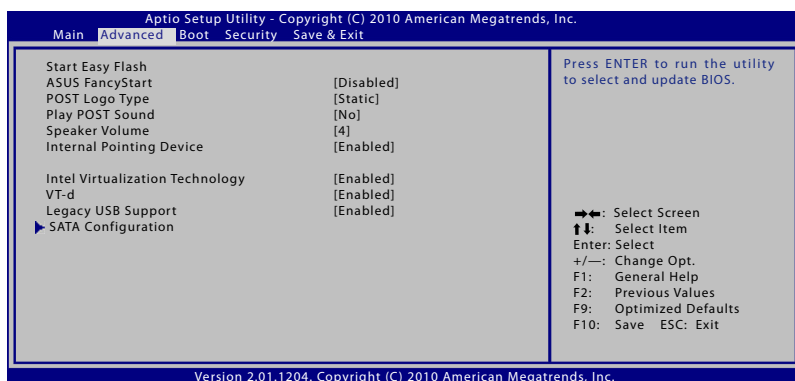 Aptio Setup Utility - Copyright (C) 2010 American Megatrends, Inc.
Main Advanced Boot Security Save & Exit
Start Easy Flash
ASUS FancyStart [Disabled]
POST Logo Type [Static]
Play POST Sound [No]
Speaker Volume [4]
Internal Pointing Device [Enabled]
Intel Virtualization Technology [Enabled]
VT-d [Enabled]
Legacy USB Support [Enabled]
SATA Configuration
Press ENTER to run the utility
to select and update BIOS.
→←: Select Screen
↑↓: Select Item
Enter: Select
+/—: Change Opt.
F1: General Help
F2: Previous Values
F9: Optimized Defaults
F10: Save ESC: Exit
Version 2.01.1204. Copyright (C) 2010 American Megatrends, Inc.